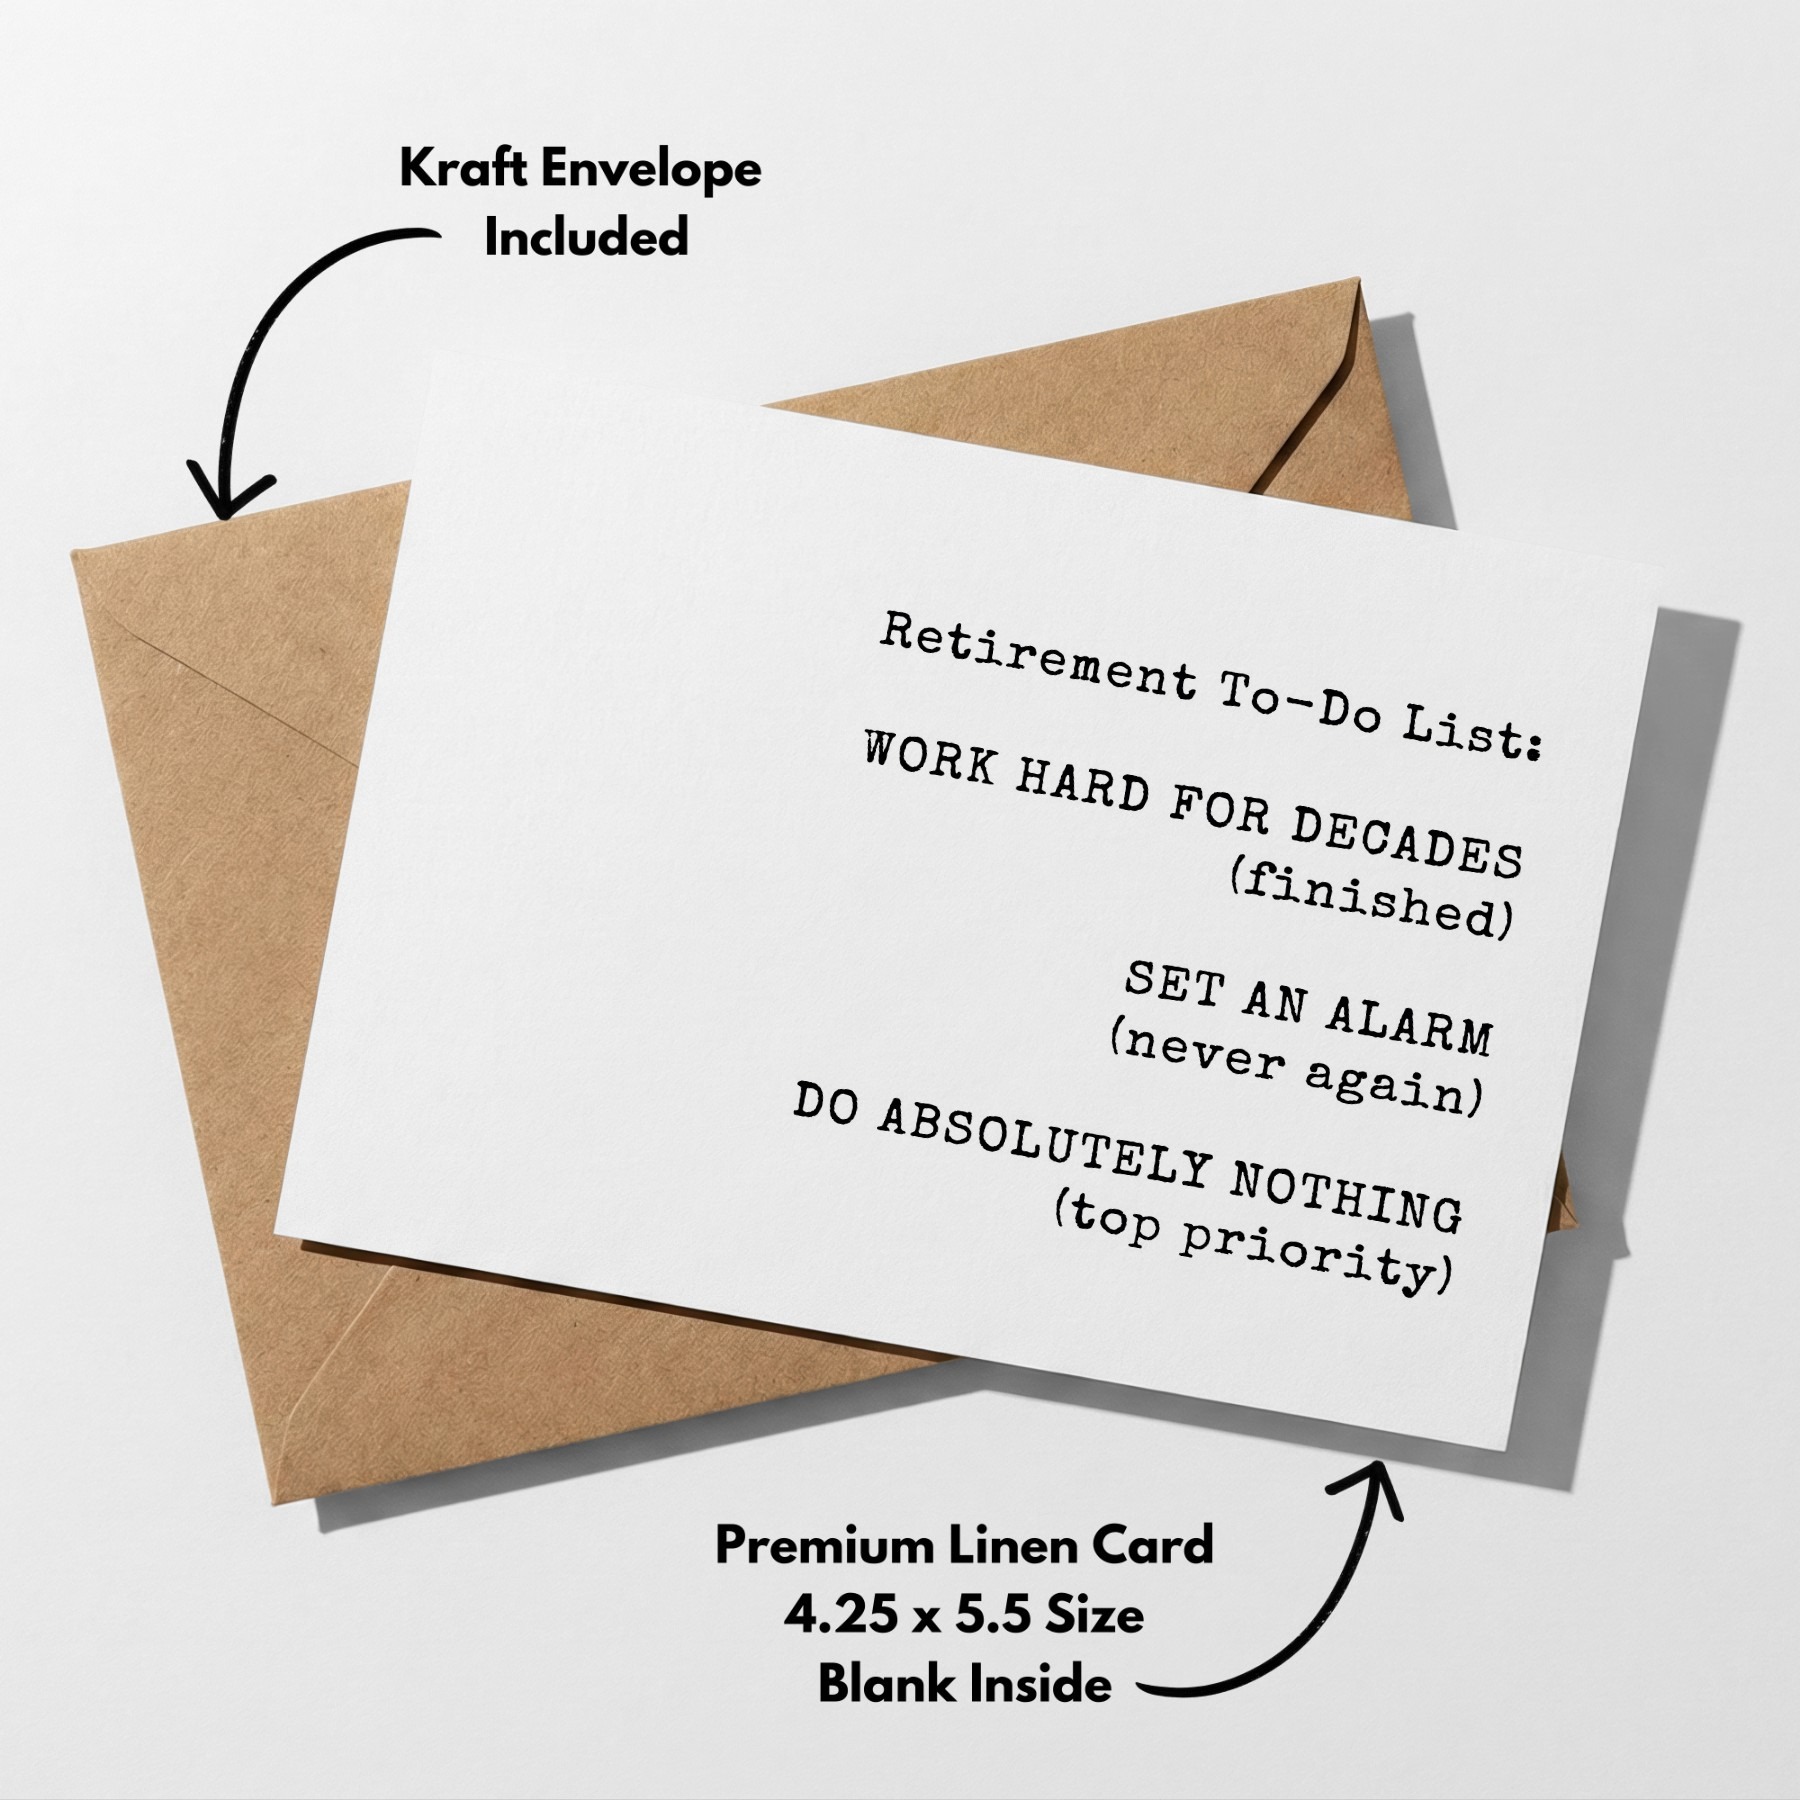 Kraft Envelope
Included
Retirement To-Do List:
WORK HARD FOR DECADES
(finished)
SET AN ALARM
(never again)
DO ABSOLUTELY NOTHING
(top priority)
Premium Linen Card
4.25 x 5.5 Size
Blank Inside